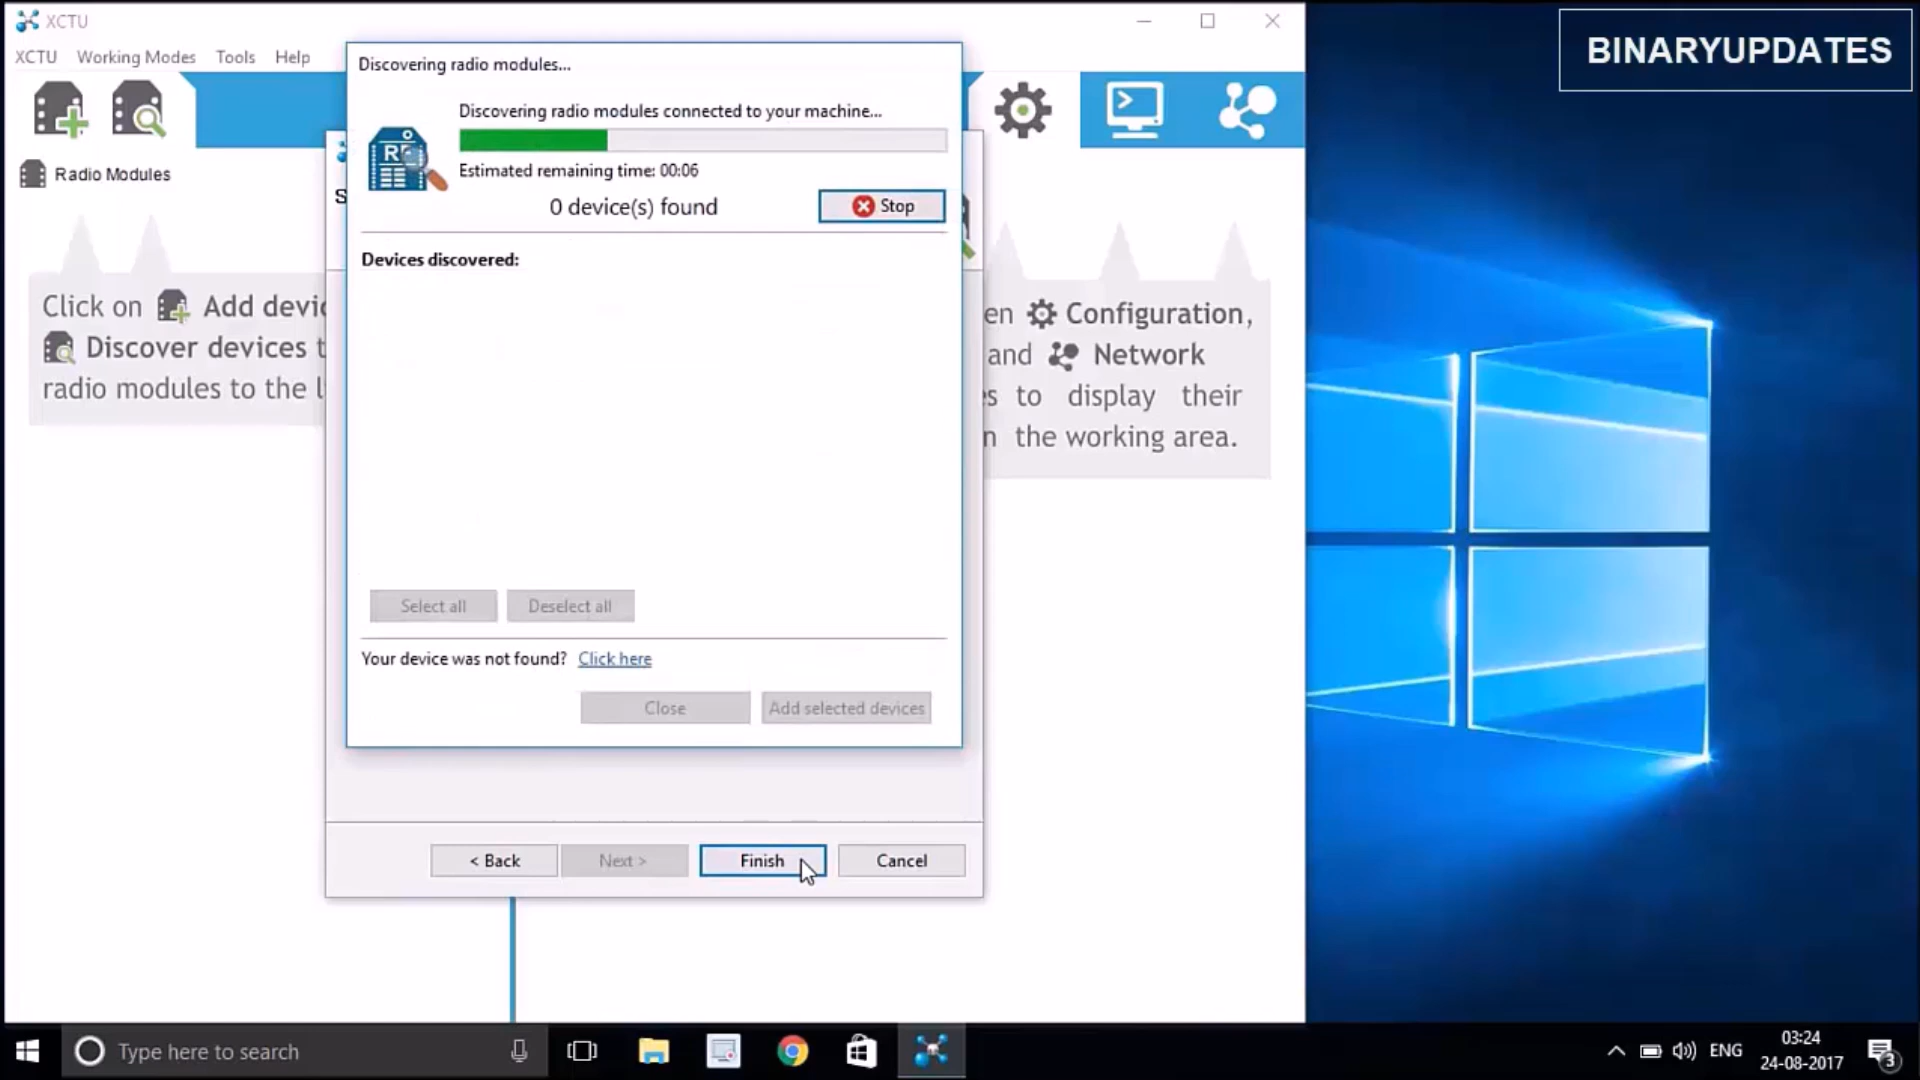 XCTU
BINARYUPDATES
XCTU Working Modes Tools Help
Discovering radio modules...
Discovering radio modules connected to your machine...
Estimated remaining time: 00:06
0 device(s) found
Stop
Radio Modules
S
Devices discovered:
Click on Add devic
Discover devices t
radio modules to the l
en Configuration,
and Network
es to display their
n the working area.
Select all Deselect all
Your device was not found? Click here
Close Add selected devices
< Back Next > Finish Cancel
Type here to search
ENG
03:24
24-08-2017
3